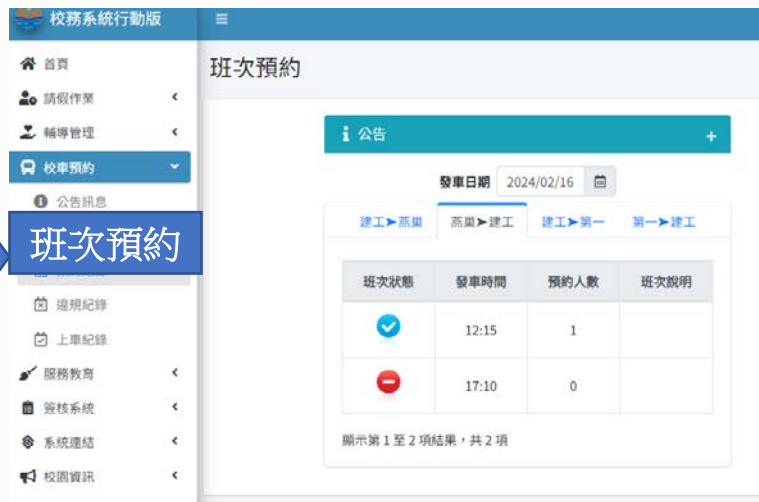 校務系統行動版
首頁
請假作業
輔導管理
校車預約
公告訊息
班次預約
違規紀錄
上車紀錄
服務教育
簽核系統
系統連結
校園資訊
班次預約
公告
發車日期 2024/02/16
建工➤燕巢 燕巢➤建工 建工➤第一 第一➤建工
班次狀態 發車時間 預約人數 班次說明
12:15 1
17:10 0
顯示第 1 至 2 項結果，共 2 項